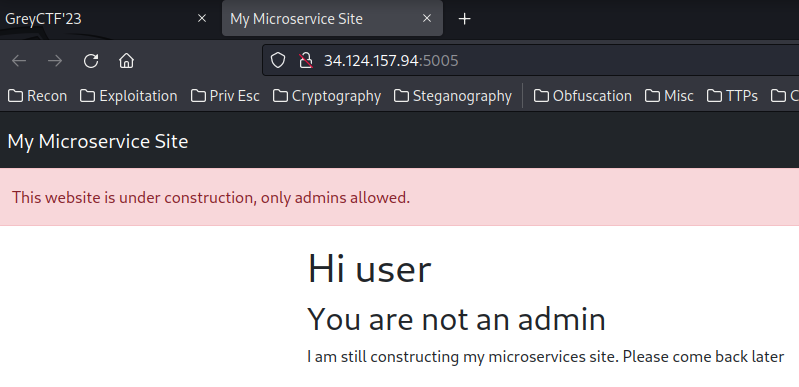 GreyCTF'23 My Microservice Site
34.124.157.94:5005
Recon Exploitation Priv Esc Cryptography Steganography Obfuscation Misc TTPs C
My Microservice Site
This website is under construction, only admins allowed.
Hi user
You are not an admin
I am still constructing my microservices site. Please come back later